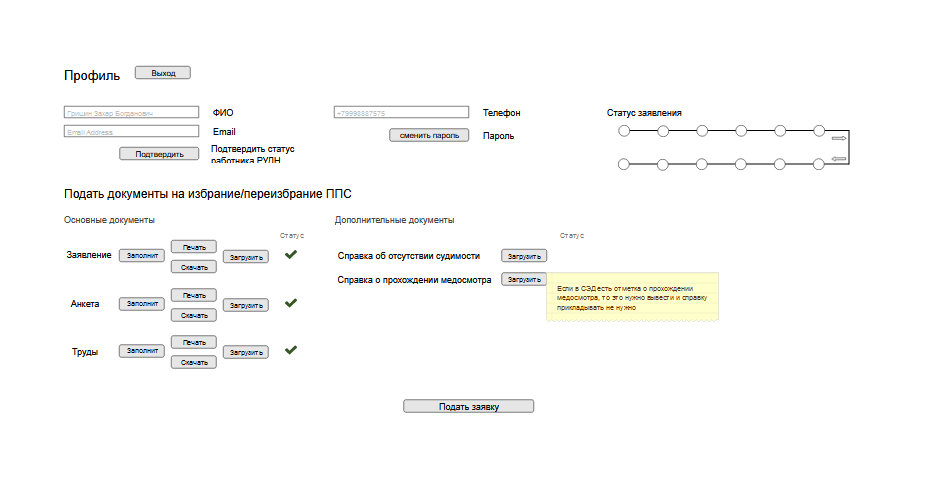 Профиль
Выход
Гришин Захар Богданович
ФИО
+79998887575
Телефон
Статус заявления
Email Address
Email
сменить пароль
Пароль
Подтвердить
Подтвердить статус
работника РУДН
Подать документы на избрание/переизбрание ППС
Основные документы
Дополнительные документы
Статус
Статус
Заявление
Заполнит
Печать
Скачать
Загрузить
Справка об отсутствии судимости
Загрузить
Справка о прохождении медосмотра
Загрузить
Если в СЭД есть отметка о прохождении
медосмотра, то это нужно вывести и справку
прикладывать не нужно
Анкета
Заполнит
Печать
Скачать
Загрузить
Труды
Заполнит
Печать
Скачать
Загрузить
Подать заявку